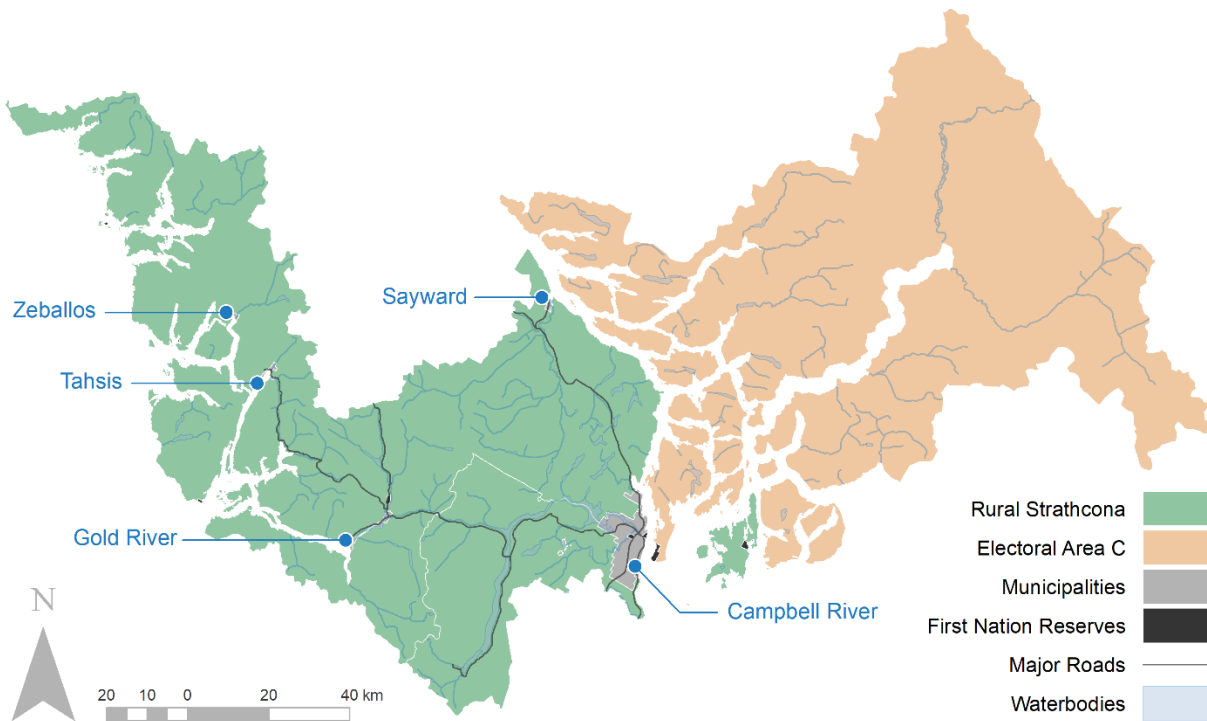 Zeballos
Sayward
Tahsis
Gold River
Campbell River
Rural Strathcona
Electoral Area C
Municipalities
First Nation Reserves
Major Roads
Waterbodies
N
20 10 0 20 40 km